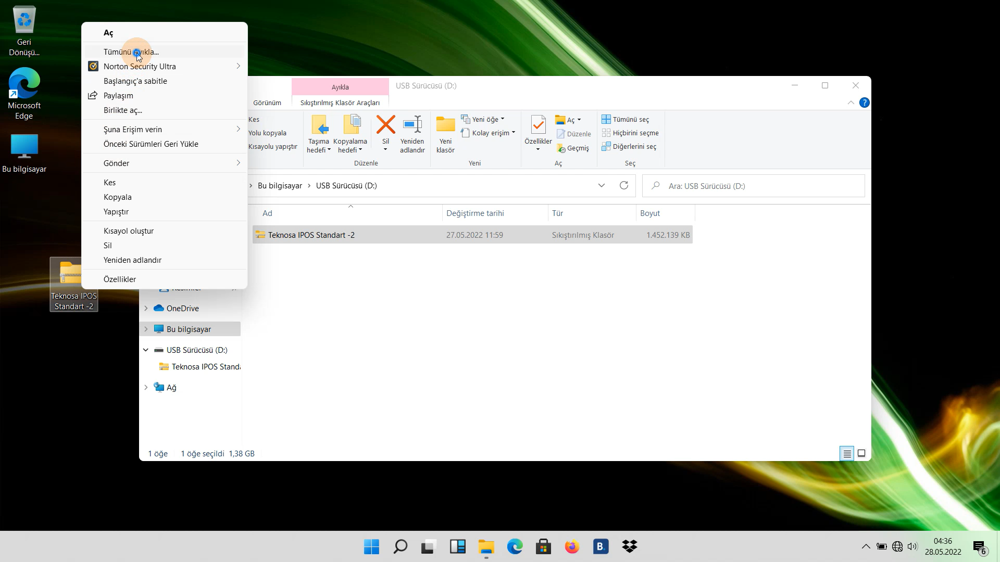 Geri
Dönüşü...
Microsoft
Edge
Bu bilgisayar
Teknosa IPOS
Standart -2
Aç
Tümünü Ayıkla...
Norton Security Ultra
Başlangıç'a sabitle
Paylaşım
Birlikte aç...
Şuna Erişim verin
Önceki Sürümleri Geri Yükle
Gönder
Kes
Kopyala
Yapıştır
Kısayol oluştur
Sil
Yeniden adlandır
Özellikler
Ayıkla
USB Sürücüsü (D:)
Görünüm
Sıkıştırılmış Klasör Araçları
?
Kes
Yolu kopyala
Kısayolu yapıştır
Taşıma
hedefi
Kopyalama
hedefi
Sil
Yeniden
adlandır
Düzenle
Yeni
klasör
Yeni öğe
Kolay erişim
Yeni
Özellikler
Aç
Düzenle
Geçmiş
Aç
Tümünü seç
Hiçbirini seçme
Diğerlerini seç
Seç
Bu bilgisayar
USB Sürücüsü (D:)
Ara: USB Sürücüsü (D:)
Ad
Değiştirme tarihi
Tür
Boyut
Teknosa IPOS Standart -2
27.05.2022 11:59
Sıkıştırılmış Klasör
1.452.139 KB
OneDrive
Bu bilgisayar
USB Sürücüsü (D:)
Teknosa IPOS Standa
Ağ
1 öğe
1 öğe seçildi 1,38 GB
B.
04:36
28.05.2022
6